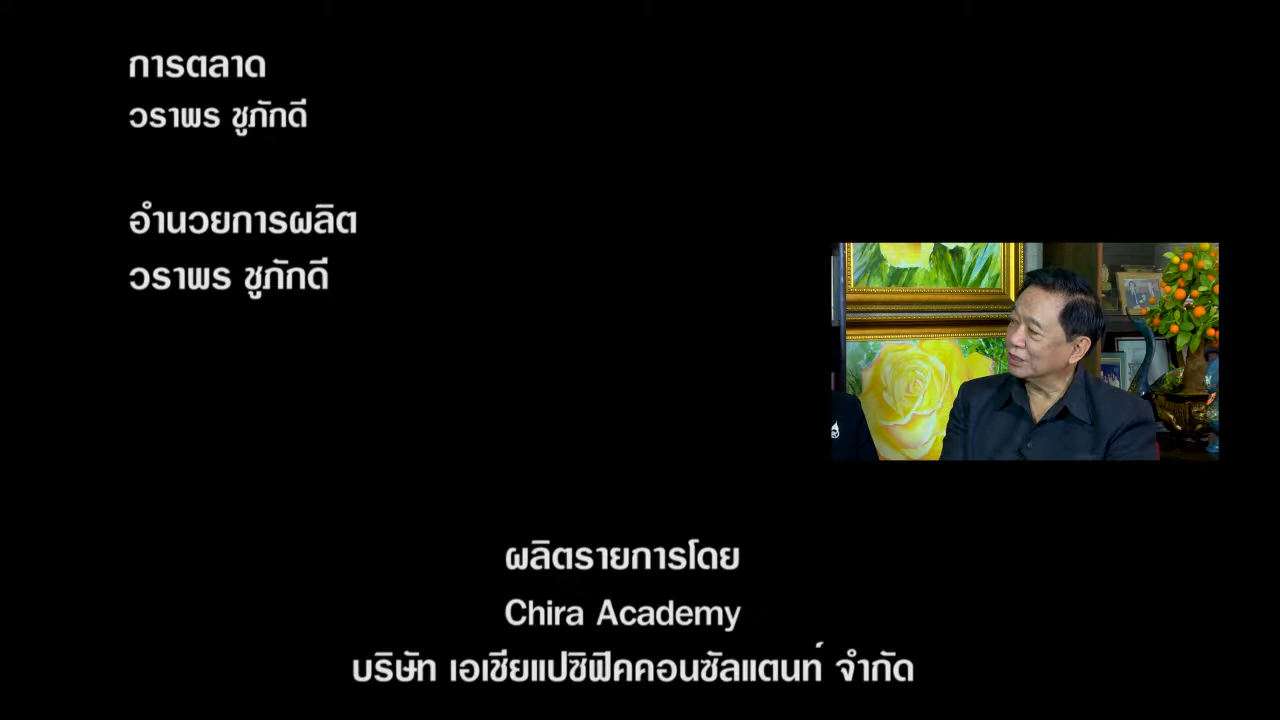 การตลาด
วราพร ชูภักดี
อำนวยการผลิต
วราพร ชูภักดี
ผลิตรายการโดย
Chira Academy
บริษัท เอเชียแปซิฟิคคอนซัลแตนท์ จำกัด